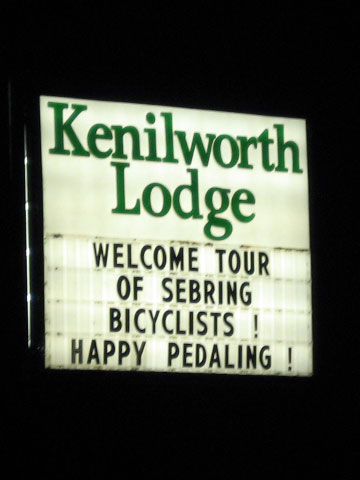 Kenilworth
Lodge
WELCOME TOUR
OF SEBRING
BICYCLISTS !
HAPPY PEDALING !